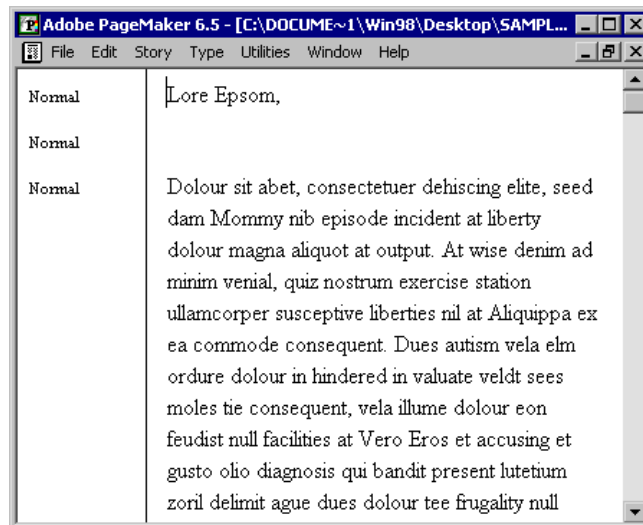 Adobe PageMaker 6.5 - [C:\DOCUME~1\Win98\Desktop\SAMPL...
File Edit Story Type Utilities Window Help
Normal Lore Epsom,
Normal
Normal Dolour sit abet, consectetuer dehiscing elite, seed
dam Mommy nib episode incident at liberty
dolour magna aliquot at output. At wise denim ad
minim venial, quiz nostrum exercise station
ullamcorper susceptive liberties nil at Aliquippa ex
ea commode consequent. Dues autism vela elm
ordure dolour in hindered in valuate veldt sees
moles tie consequent, vela illume dolour eon
feudist null facilities at Vero Eros et accusing et
gusto olio diagnosis qui bandit present lutetium
zoril delimit ague dues dolour tee frugality null